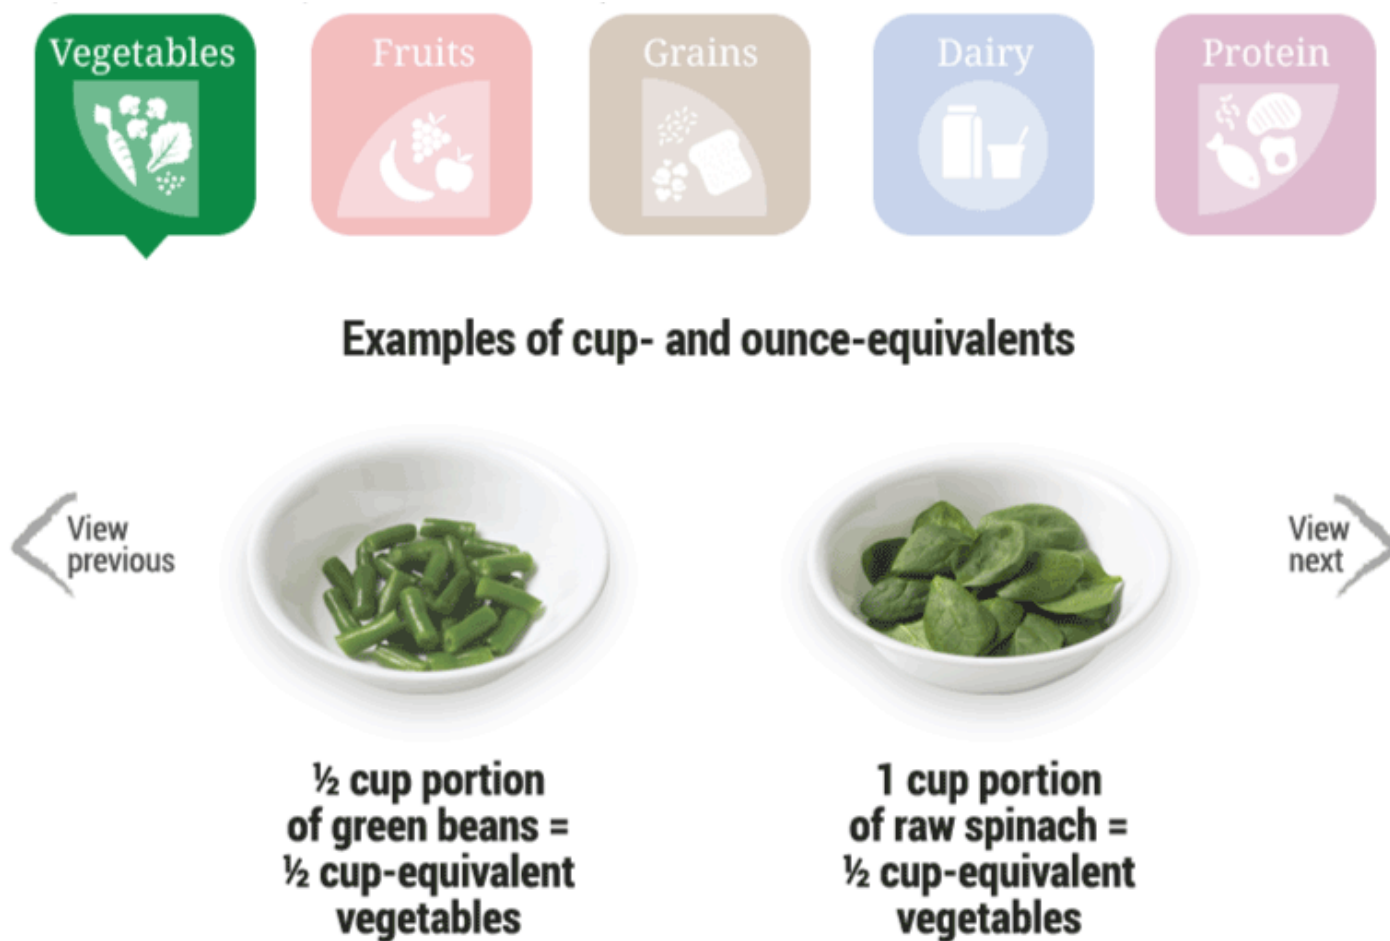 Vegetables
Fruits
Grains
Dairy
Protein
Examples of cup- and ounce-equivalents
View
previous
View
next
½ cup portion
of green beans =
½ cup-equivalent
vegetables
1 cup portion
of raw spinach =
½ cup-equivalent
vegetables